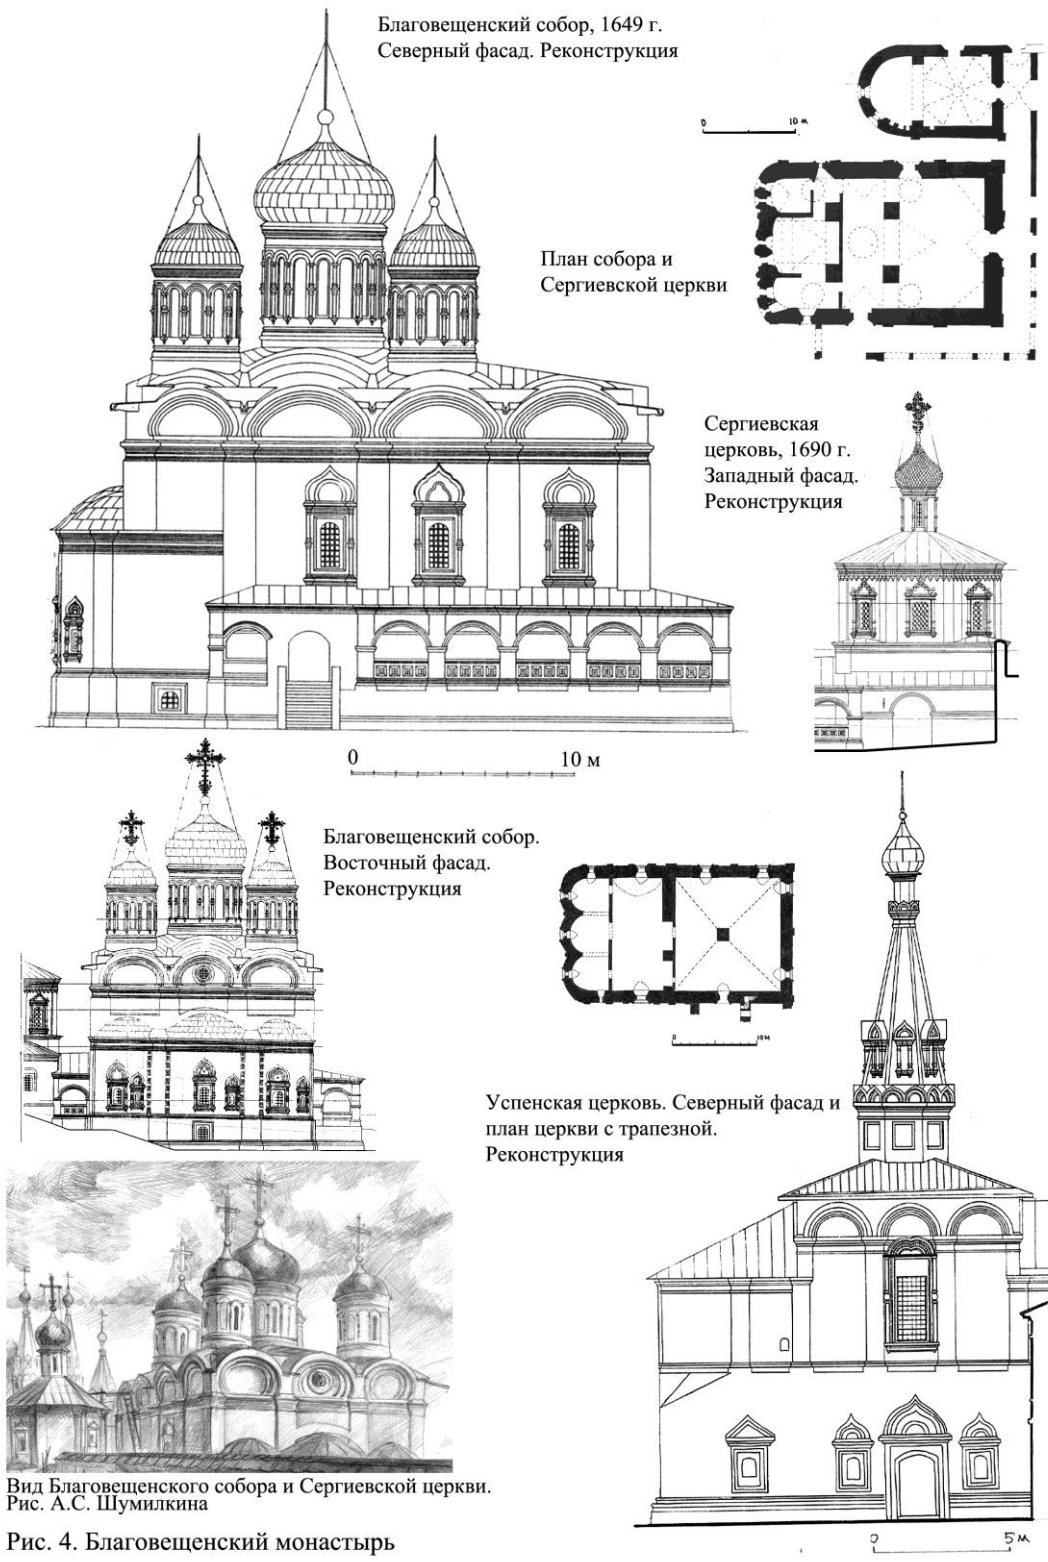 Благовещенский собор, 1649 г.
Северный фасад. Реконструкция
0 10 м
План собора и
Сергиевской церкви
Сергиевская
церковь, 1690 г.
Западный фасад.
Реконструкция
0 10 м
Благовещенский собор.
Восточный фасад.
Реконструкция
0 10 м
Успенская церковь. Северный фасад и
план церкви с трапезной.
Реконструкция
Вид Благовещенского собора и Сергиевской церкви.
Рис. А.С. Шумилкина
Рис. 4. Благовещенский монастырь
0 5 м